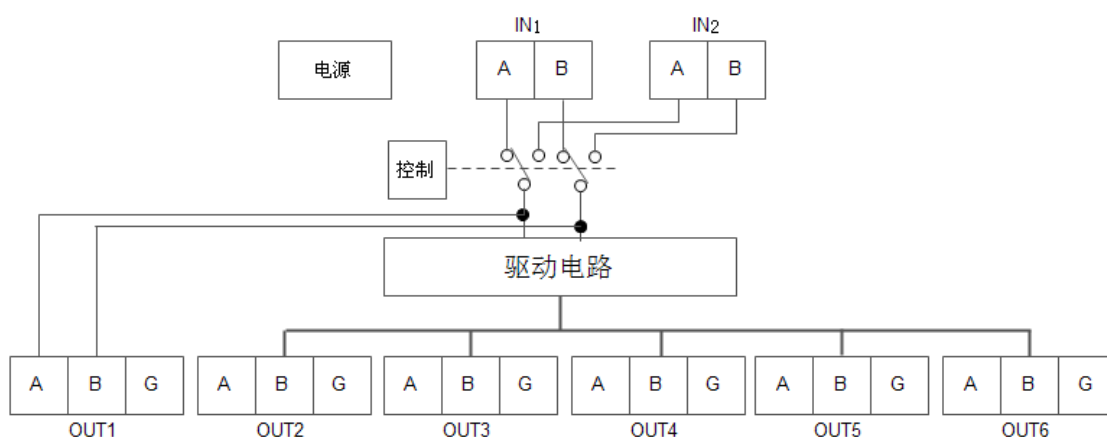 IN1 IN2
电源 A B A B
控制
驱动电路
A B G A B G A B G A B G A B G A B G
OUT1 OUT2 OUT3 OUT4 OUT5 OUT6